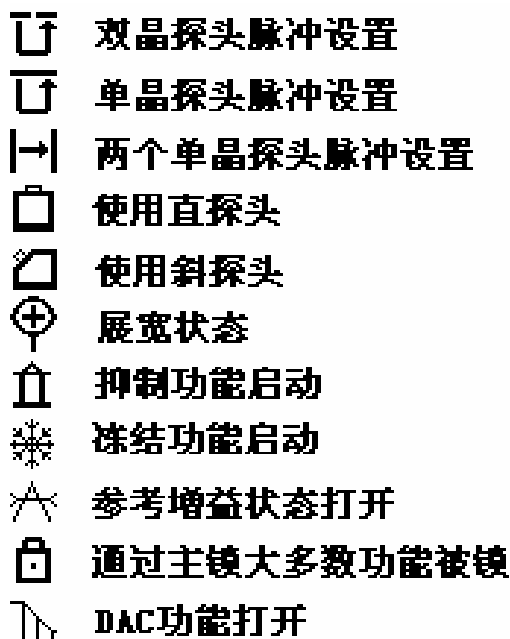 双晶探头脉冲设置
单晶探头脉冲设置
两个单晶探头脉冲设置
使用直探头
使用斜探头
展宽状态
抑制功能启动
冻结功能启动
参考增益状态打开
通过主镜大多数功能被镜
DAC功能打开